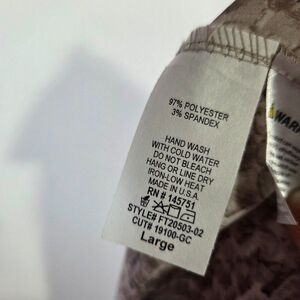 97% POLYESTER
3% SPANDEX
HAND WASH
WITH COLD WATER
DO NOT BLEACH
HANG OR LINE DRY
IRON-LOW HEAT
MADE IN U.S.A.
RN # 145751
STYLE# FT20503-02
CUT# 19100-GC
Large